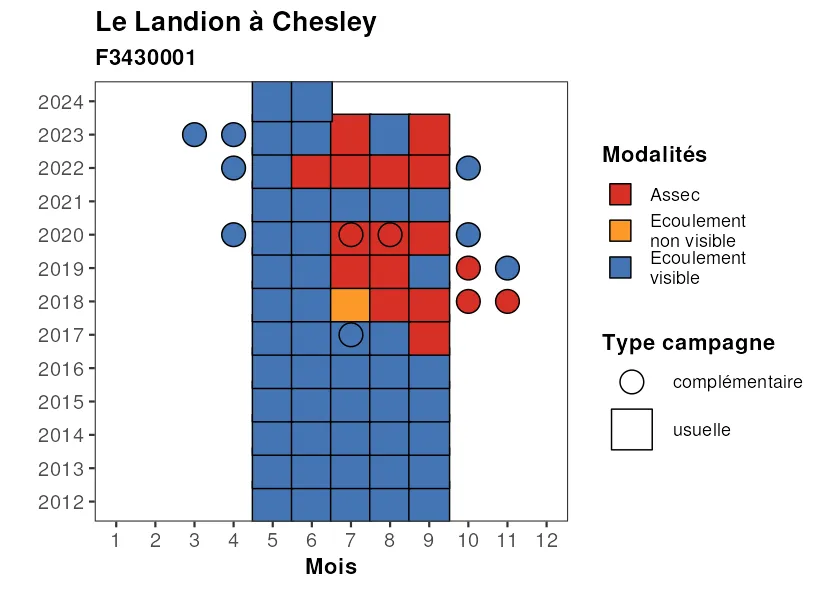 Le Landion à Chesley
F3430001
2024
2023
2022
2021
2020
2019
2018
2017
2016
2015
2014
2013
2012
1 2 3 4 5 6 7 8 9 10 11 12
Mois
Modalités
Assec
Ecoulement
non visible
Ecoulement
visible
Type campagne
complémentaire
usuelle